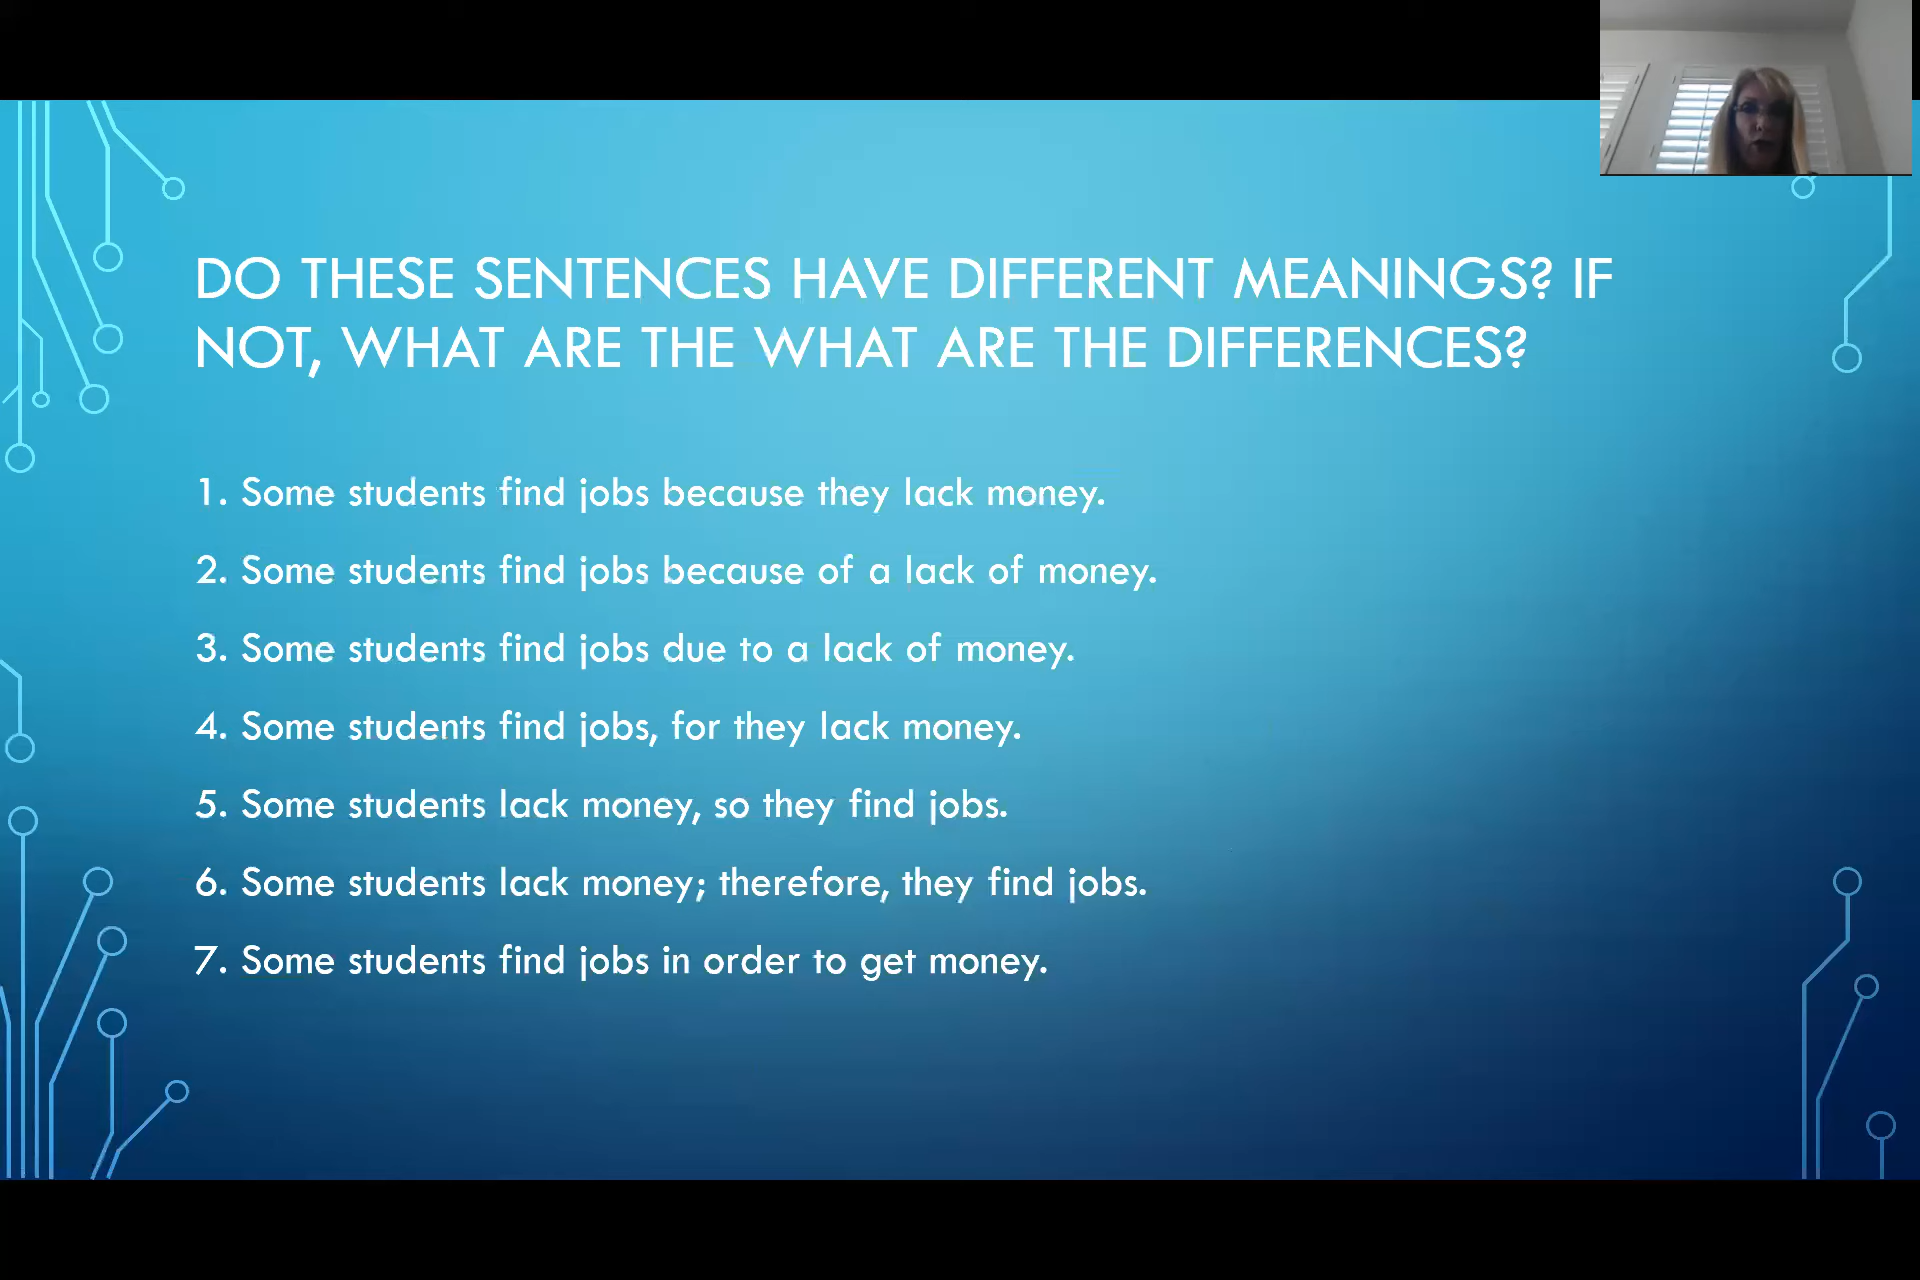 DO THESE SENTENCES HAVE DIFFERENT MEANINGS? IF
NOT, WHAT ARE THE WHAT ARE THE DIFFERENCES?
1. Some students find jobs because they lack money.
2. Some students find jobs because of a lack of money.
3. Some students find jobs due to a lack of money.
4. Some students find jobs, for they lack money.
5. Some students lack money, so they find jobs.
6. Some students lack money; therefore, they find jobs.
7. Some students find jobs in order to get money.